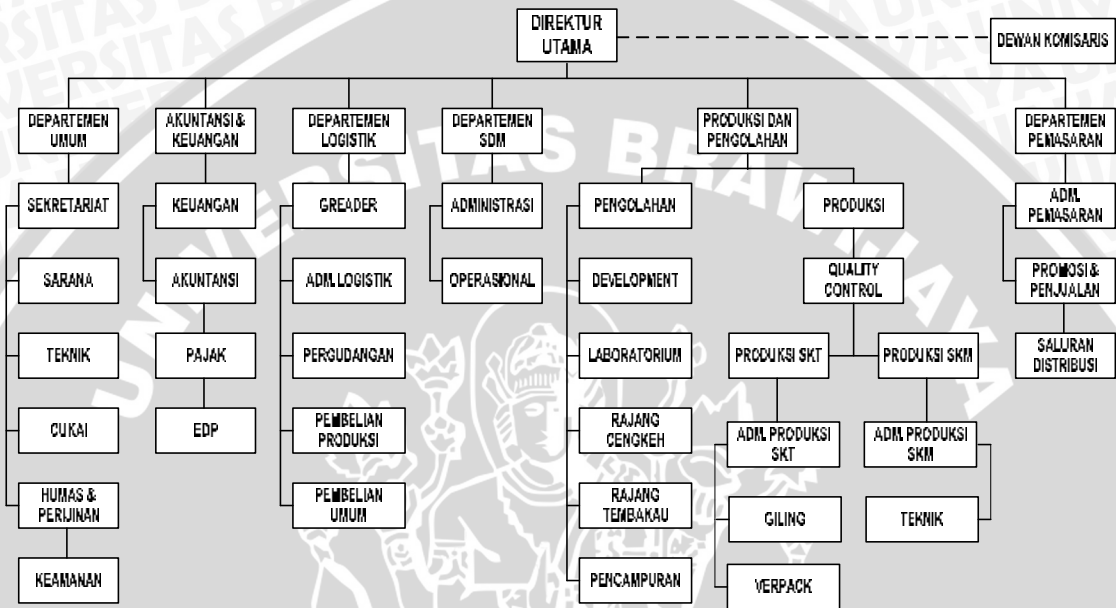 DIREKTUR
UTAMA
DEWAN KOMISARIS
DEPARTEMEN
UMUM
AKUNTANSI &
KEUANGAN
DEPARTEMEN
LOGISTIK
DEPARTEMEN
SDM
PRODUKSI DAN
PENGOLAHAN
DEPARTEMEN
PEMASARAN
SEKRETARIAT
KEUANGAN
GREADER
ADMINISTRASI
PENGOLAHAN
PRODUKSI
ADM.
PEMASARAN
SARANA
AKUNTANSI
ADM. LOGISTIK
OPERASIONAL
DEVELOPMENT
QUALITY
CONTROL
PROMOSI &
PENJUALAN
TEKNIK
PAJAK
PERGUDANGAN
LABORATORIUM
PRODUKSI SKT
PRODUKSI SKM
SALURAN
DISTRIBUSI
CUKAI
EDP
PEMBELIAN
PRODUKSI
RAJANG
CENGKEH
ADM. PRODUKSI
SKT
ADM. PRODUKSI
SKM
HUMAS &
PERIJINAN
PEMBELIAN
UMUM
RAJANG
TEMBAKAU
GILING
TEKNIK
KEAMANAN
PENCAMPURAN
VERPACK
UNIVERSITAS BRAWIJAYA